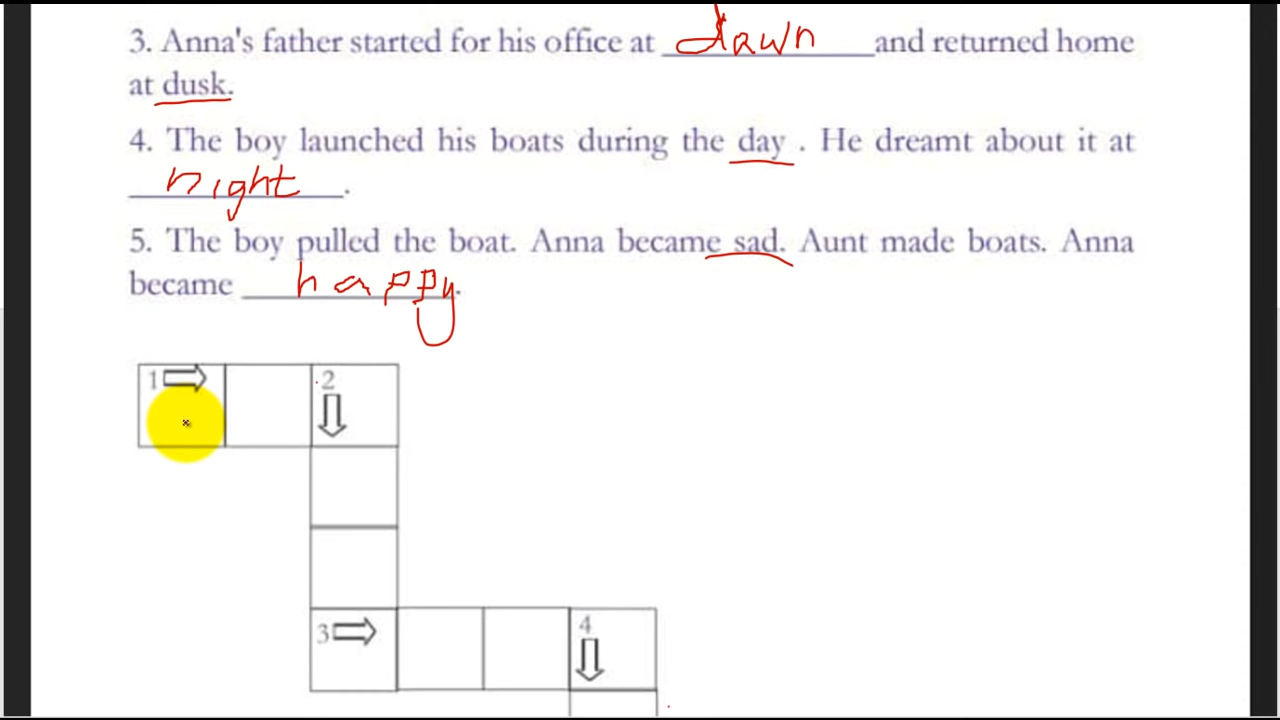 3. Anna's father started for his office at dawn and returned home
at dusk.
4. The boy launched his boats during the day . He dreamt about it at
night.
5. The boy pulled the boat. Anna became sad. Aunt made boats. Anna
became happy.
1 2
3 4